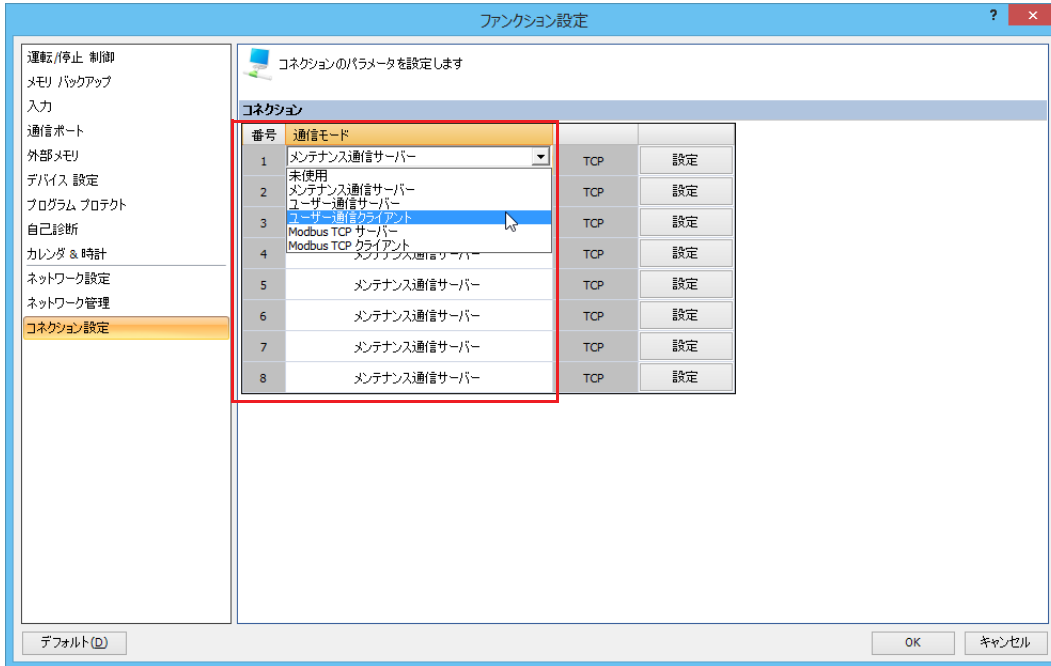 ファンクション設定
?
×
運転/停止 制御
メモリ バックアップ
入力
通信ポート
外部メモリ
デバイス 設定
プログラム プロテクト
自己診断
カレンダ & 時計
ネットワーク設定
ネットワーク管理
コネクション設定
コネクションのパラメータを設定します
コネクション
番号 通信モード
1 メンテナンス通信サーバー TCP 設定
未使用
メンテナンス通信サーバー
ユーザー通信サーバー
ユーザー通信クライアント
Modbus TCP サーバー
Modbus TCP クライアント
2 TCP 設定
3 TCP 設定
4 メンテナンス通信サーバー TCP 設定
5 メンテナンス通信サーバー TCP 設定
6 メンテナンス通信サーバー TCP 設定
7 メンテナンス通信サーバー TCP 設定
8 メンテナンス通信サーバー TCP 設定
デフォルト(D)
OK
キャンセル